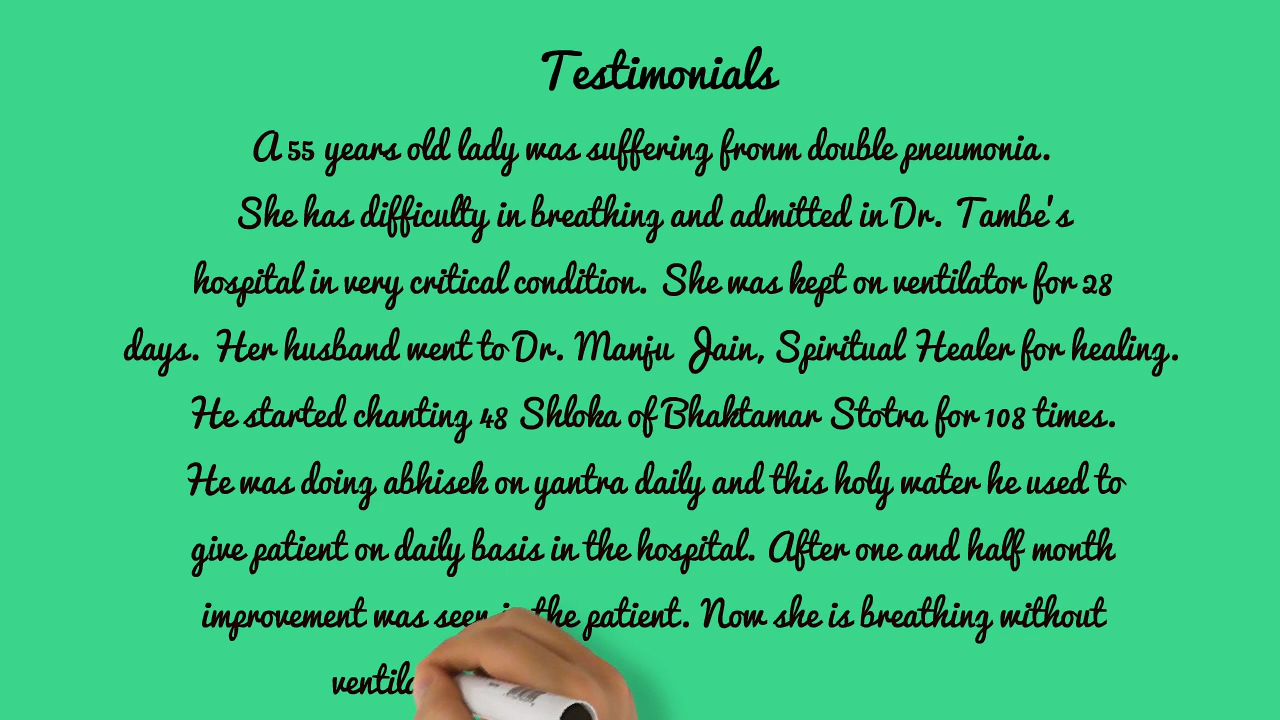 Testimonials
A 55 years old lady was suffering fronm double pneumonia.
She has difficulty in breathing and admitted in Dr. Tambe's
hospital in very critical condition. She was kept on ventilator for 28
days. Her husband went to Dr. Manju Jain, Spiritual Healer for healing.
He started chanting 48 Shloka of Bhaktamar Stotra for 108 times.
He was doing abhisek on yantra daily and this holy water he used to
give patient on daily basis in the hospital. After one and half month
improvement was seen in the patient. Now she is breathing without